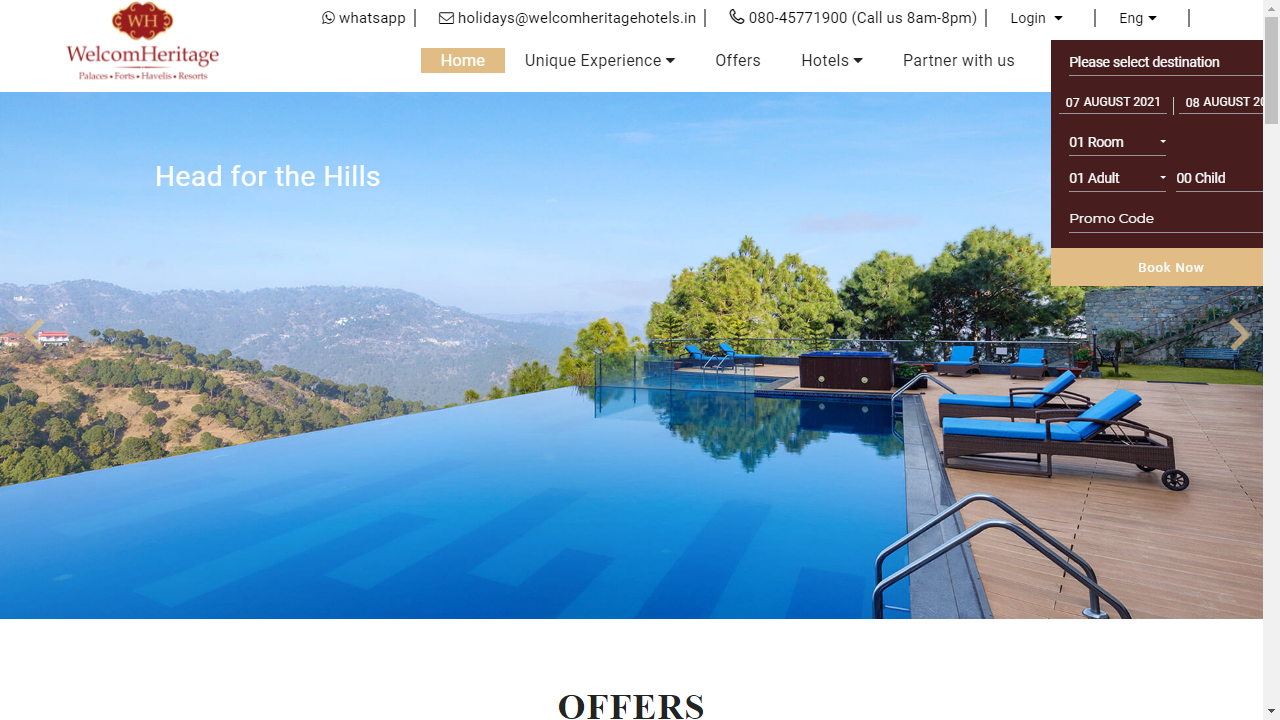 WH
WelcomHeritage
Palaces • Forts • Havelis • Resorts
whatsapp
holidays@welcomheritagehotels.in
080-45771900 (Call us 8am-8pm)
Login
Eng
Home
Unique Experience
Offers
Hotels
Partner with us
Please select destination
07 AUGUST 2021
08 AUGUST 20
01 Room
01 Adult
00 Child
Promo Code
Book Now
Head for the Hills
OFFERS